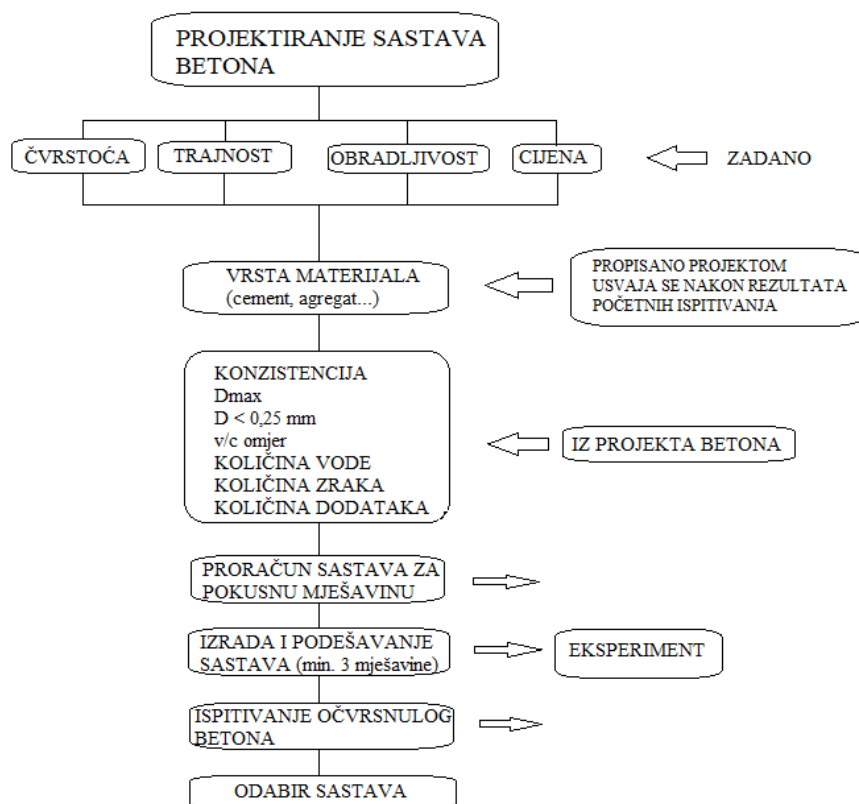 PROJEKTIRANJE SASTAVA
BETONA
ČVRSTOĆA
TRAJNOST
OBRADLJIVOST
CIJENA
ZADANO
VRSTA MATERIJALA
(cement, agregat...)
PROPISANO PROJEKTOM
USVAJA SE NAKON REZULTATA
POČETNIH ISPITIVANJA
KONZISTENCIJA
Dmax
D < 0,25 mm
v/c omjer
KOLIČINA VODE
KOLIČINA ZRAKA
KOLIČINA DODATAKA
IZ PROJEKTA BETONA
PRORAČUN SASTAVA ZA
POKUSNU MJEŠAVINU
IZRADA I PODEŠAVANJE
SASTAVA (min. 3 mješavine)
EKSPERIMENT
ISPITIVANJE OČVRSNULOG
BETONA
ODABIR SASTAVA